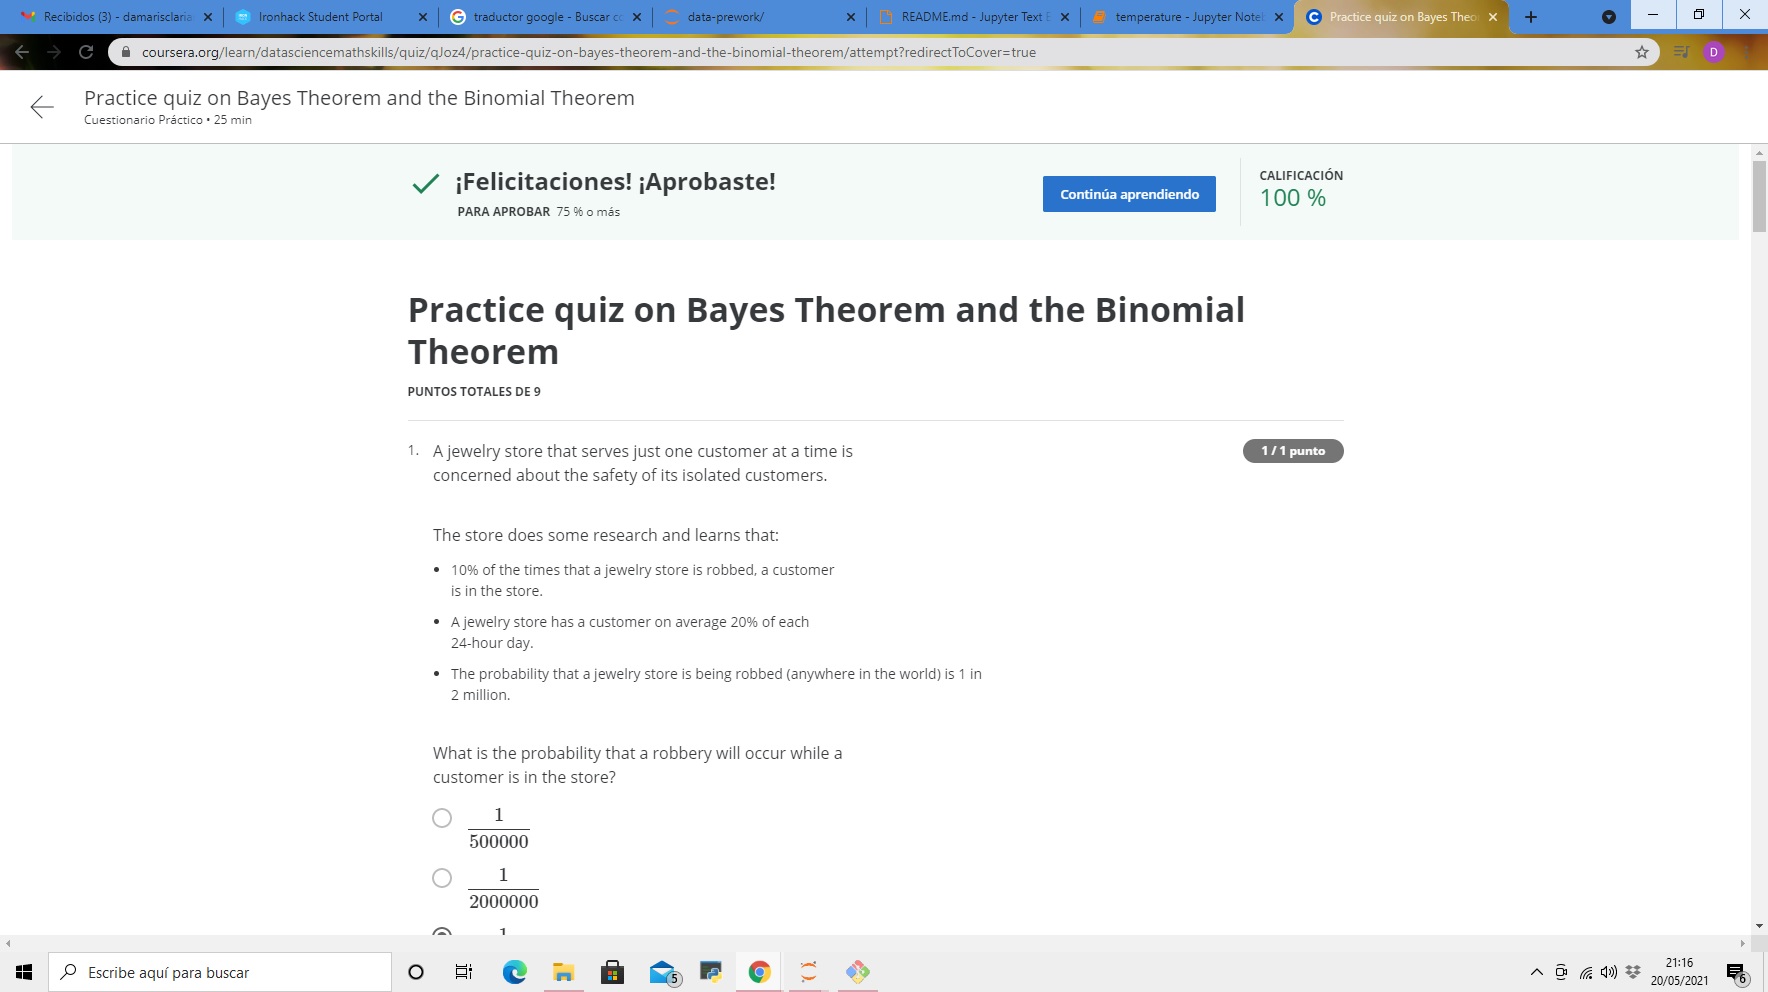 Recibidos (3) - damarisclaria
Ironhack Student Portal
traductor google - Buscar co
data-prework/
README.md - Jupyter Text E
temperature - Jupyter Noteb
Practice quiz on Bayes Theo
coursera.org/learn/datasciencemathskills/quiz/qJoz4/practice-quiz-on-bayes-theorem-and-the-binomial-theorem/attempt?redirectToCover=true
D
Practice quiz on Bayes Theorem and the Binomial Theorem
Cuestionario Práctico • 25 min
¡Felicitaciones! ¡Aprobaste!
PARA APROBAR 75 % o más
Continúa aprendiendo
CALIFICACIÓN
100 %
Practice quiz on Bayes Theorem and the Binomial
Theorem
PUNTOS TOTALES DE 9
1. A jewelry store that serves just one customer at a time is
concerned about the safety of its isolated customers.
1 / 1 punto
The store does some research and learns that:
• 10% of the times that a jewelry store is robbed, a customer
is in the store.
• A jewelry store has a customer on average 20% of each
24-hour day.
• The probability that a jewelry store is being robbed (anywhere in the world) is 1 in
2 million.
What is the probability that a robbery will occur while a
customer is in the store?
1
500000
1
2000000
1
Escribe aquí para buscar
5
21:16
20/05/2021
6